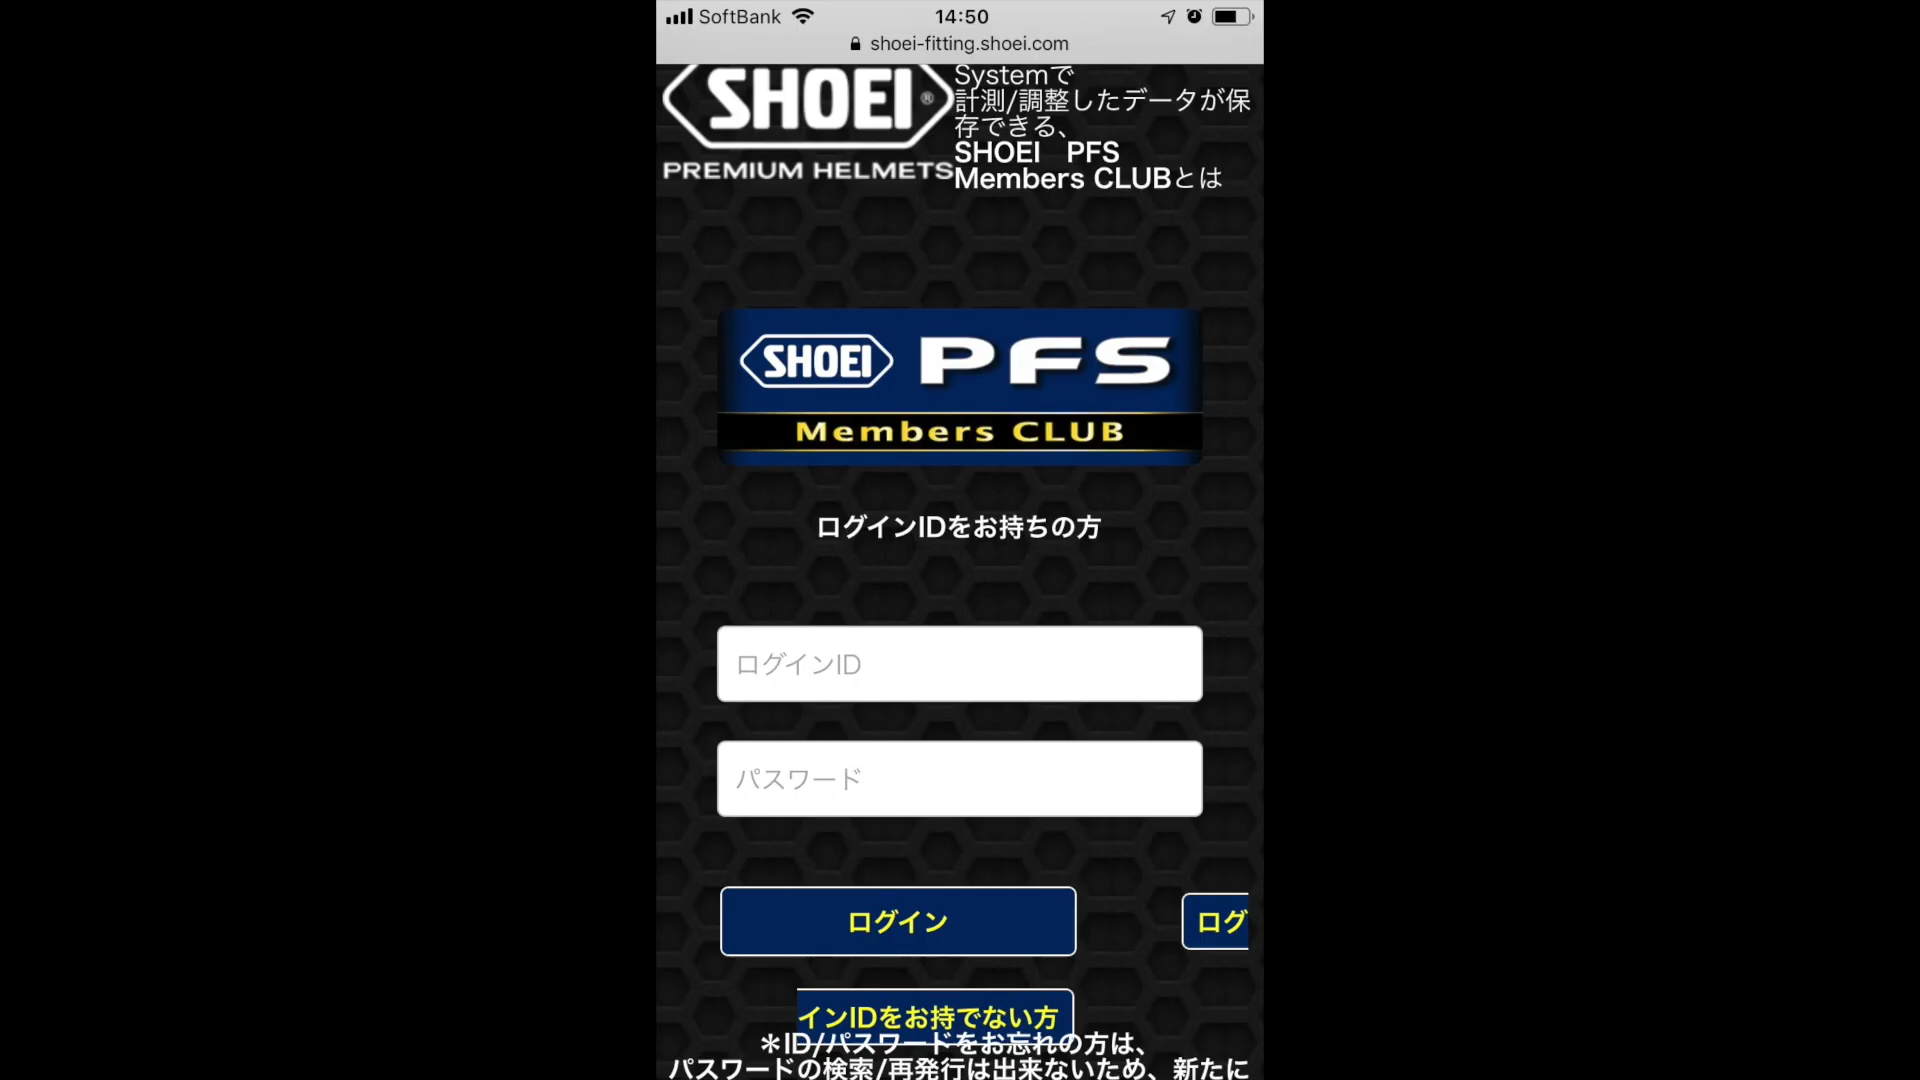 SoftBank 14:50
shoei-fitting.shoei.com
SHOEI®
PREMIUM HELMETS
Systemで
計測/調整したデータが保
存できる、
SHOEI　PFS
Members CLUBとは
SHOEI PFS
Members CLUB
ログインIDをお持ちの方
ログインID
パスワード
ログイン
ログ
インIDをお持でない方
＊ID/パスワードをお忘れの方は、
パスワードの検索/再発行は出来ないため、新たに